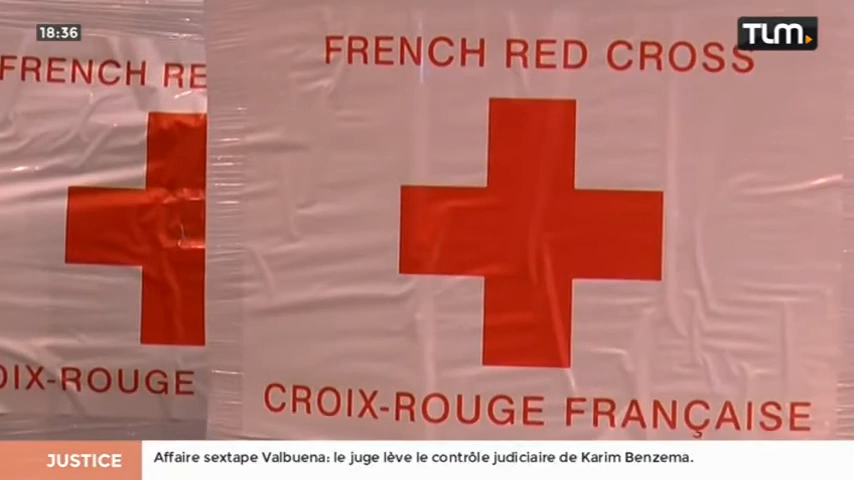 18:36
TLM.
FRENCH RE
FRENCH RED CROSS
OIX-ROUGE
CROIX-ROUGE FRANÇAISE
JUSTICE
Affaire sextape Valbuena: le juge lève le contrôle judiciaire de Karim Benzema.